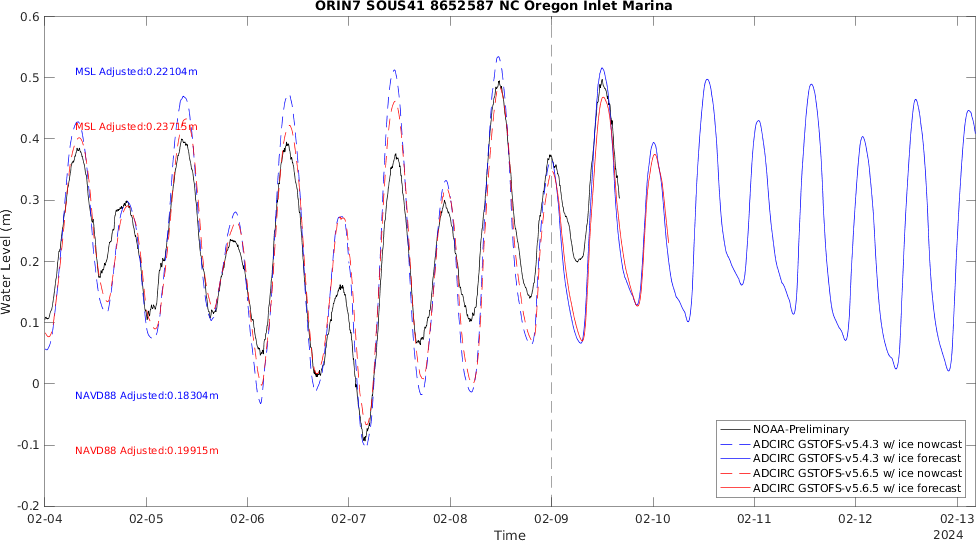 ORIN7 SOUS41 8652587 NC Oregon Inlet Marina
0.6
0.5
0.4
0.3
0.2
0.1
0
-0.1
-0.2
Water Level (m)
MSL Adjusted:0.22104m
MSL Adjusted:0.23715m
NAVD88 Adjusted:0.18304m
NAVD88 Adjusted:0.19915m
NOAA-Preliminary
ADCIRC GSTOFS-v5.4.3 w/ ice nowcast
ADCIRC GSTOFS-v5.4.3 w/ ice forecast
ADCIRC GSTOFS-v5.6.5 w/ ice nowcast
ADCIRC GSTOFS-v5.6.5 w/ ice forecast
02-04 02-05 02-06 02-07 02-08 02-09 02-10 02-11 02-12 02-13
Time
2024